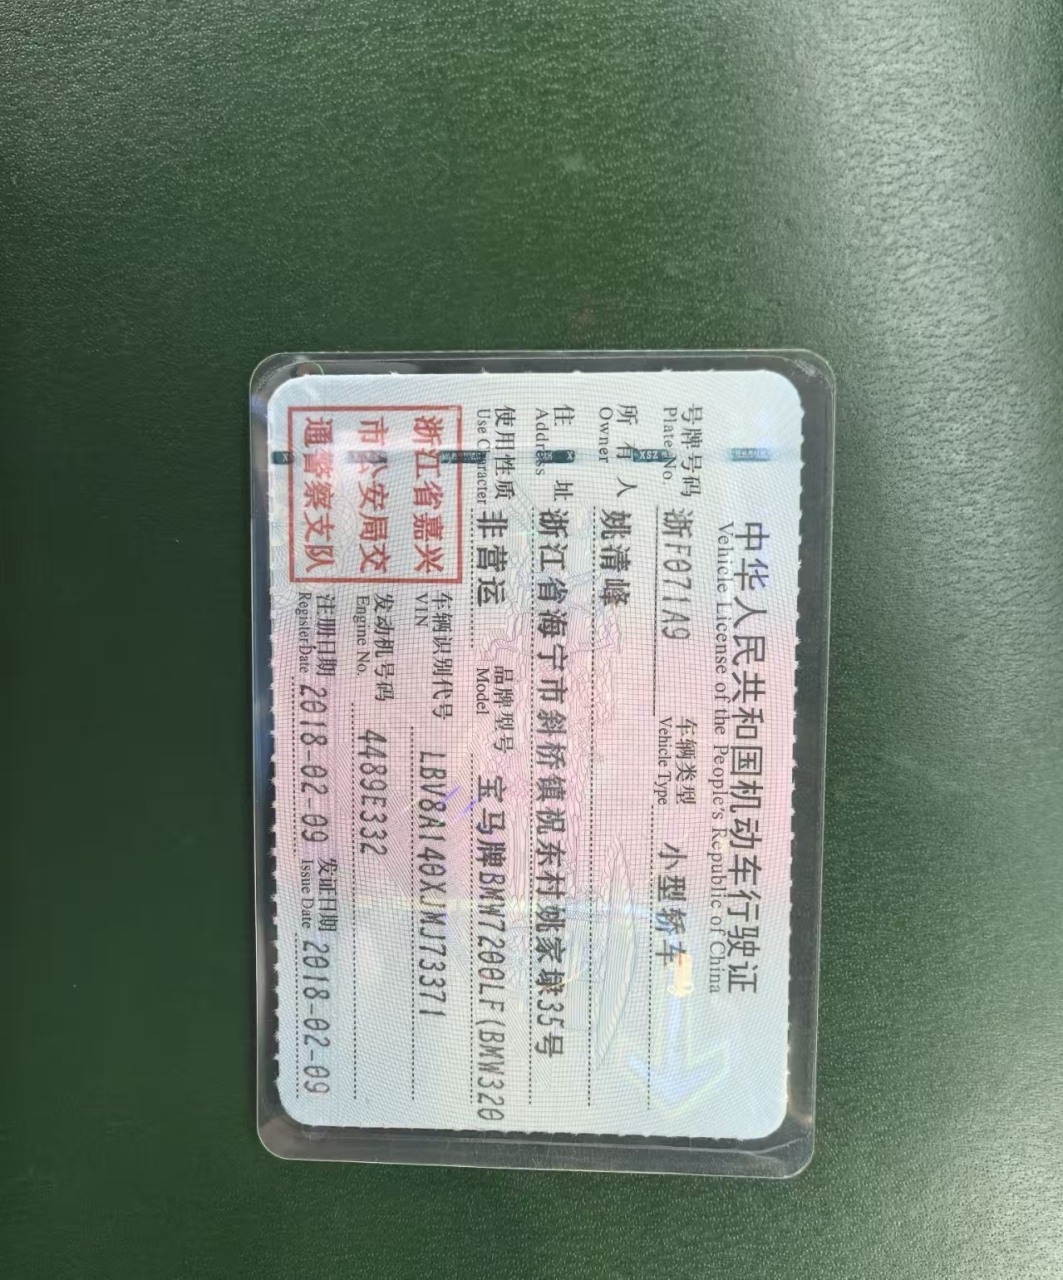 中华人民共和国机动车行驶证
Vehicle License of the People's Republic of China
号牌号码 浙F071A9 车辆类型 小型轿车
Plate No. Vehicle Type
所有人 姚清峰
Owner
住址 浙江省海宁市斜桥镇祝东村姚家埭35号
Address
使用性质 非营运 品牌型号 宝马牌BMW7200LF(BMW320
Use Character Model
浙江省嘉兴
市公安局交
通警察支队
车辆识别代号 LBV8A140XJMJ73371
VIN
发动机号码 4489E332
Engine No.
注册日期 2018-02-09 发证日期 2018-02-09
Register Date Issue Date